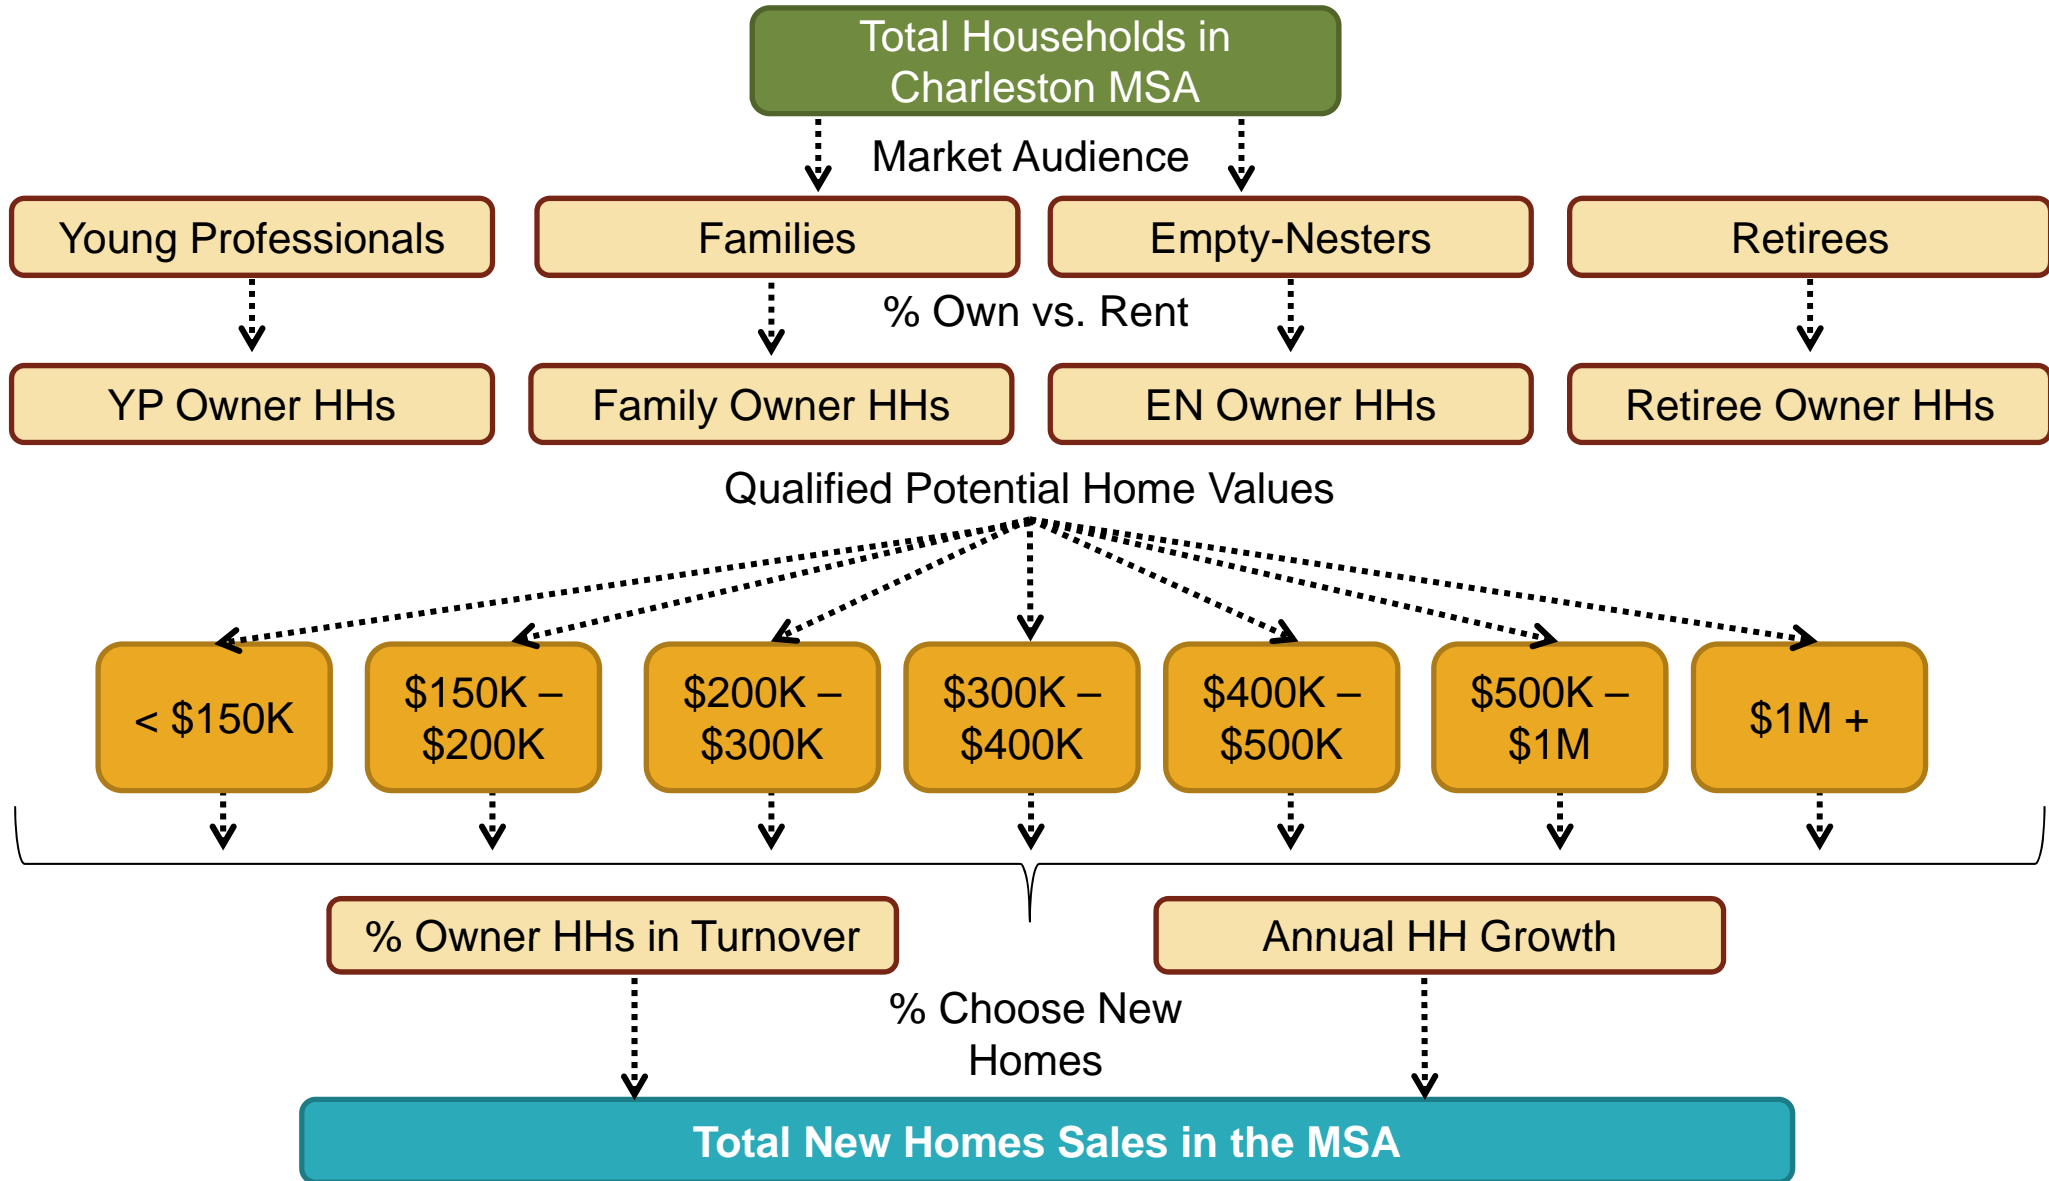 Total Households in
Charleston MSA
Market Audience
Young Professionals
Families
Empty-Nesters
Retirees
% Own vs. Rent
YP Owner HHs
Family Owner HHs
EN Owner HHs
Retiree Owner HHs
Qualified Potential Home Values
< $150K
$150K –
$200K
$200K –
$300K
$300K –
$400K
$400K –
$500K
$500K –
$1M
$1M +
% Owner HHs in Turnover
Annual HH Growth
% Choose New
Homes
Total New Homes Sales in the MSA